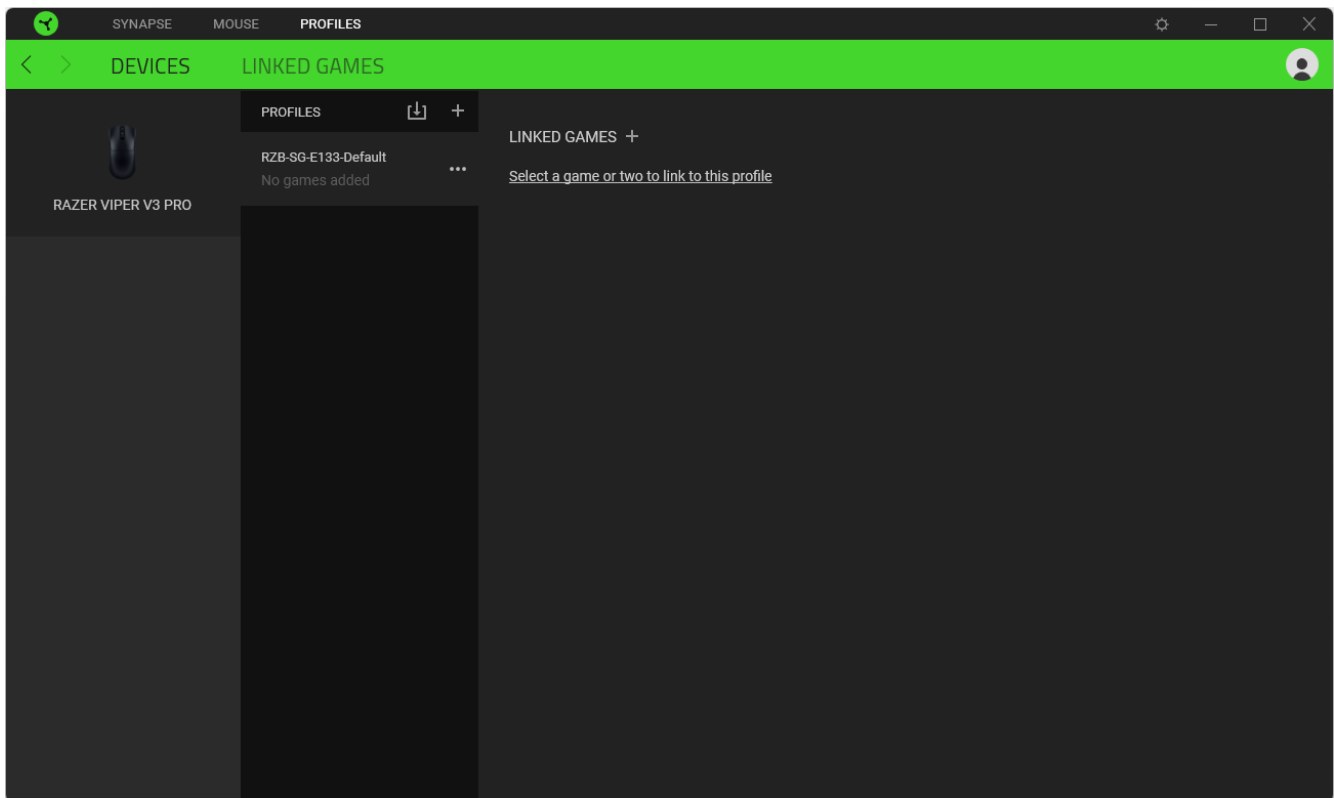 SYNAPSE MOUSE PROFILES
DEVICES LINKED GAMES
RAZER VIPER V3 PRO
PROFILES
RZB-SG-E133-Default
No games added
LINKED GAMES
Select a game or two to link to this profile